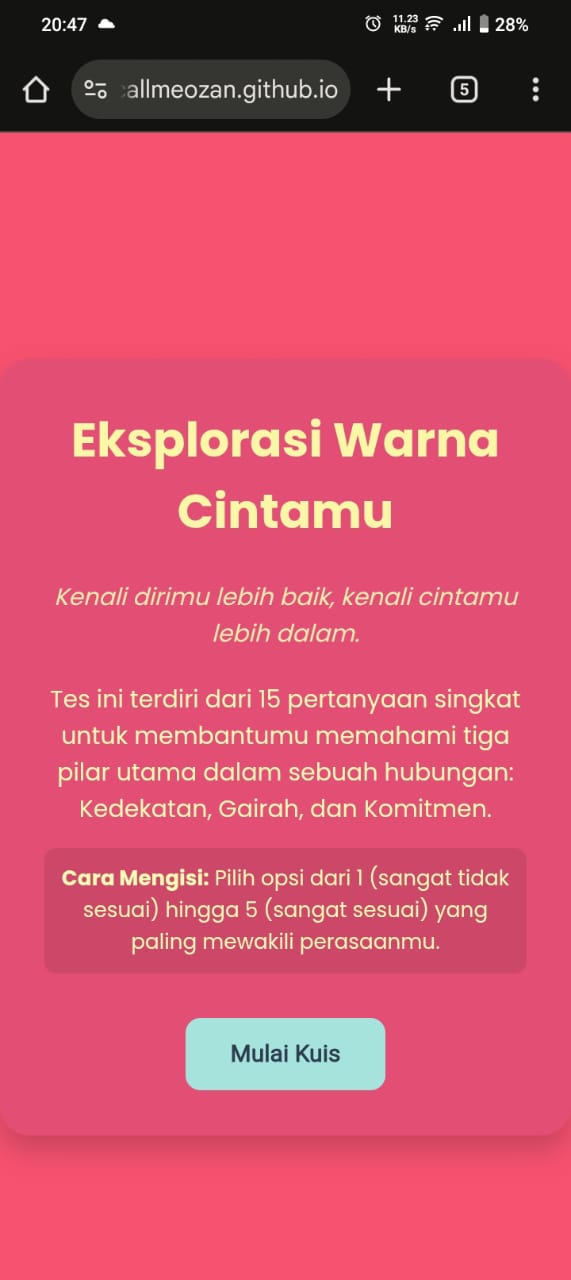 20:47
11.23
KB/s
28%
callmeozan.github.io
5
Eksplorasi Warna
Cintamu
Kenali dirimu lebih baik, kenali cintamu
lebih dalam.
Tes ini terdiri dari 15 pertanyaan singkat
untuk membantumu memahami tiga
pilar utama dalam sebuah hubungan:
Kedekatan, Gairah, dan Komitmen.
Cara Mengisi: Pilih opsi dari 1 (sangat tidak
sesuai) hingga 5 (sangat sesuai) yang
paling mewakili perasaanmu.
Mulai Kuis